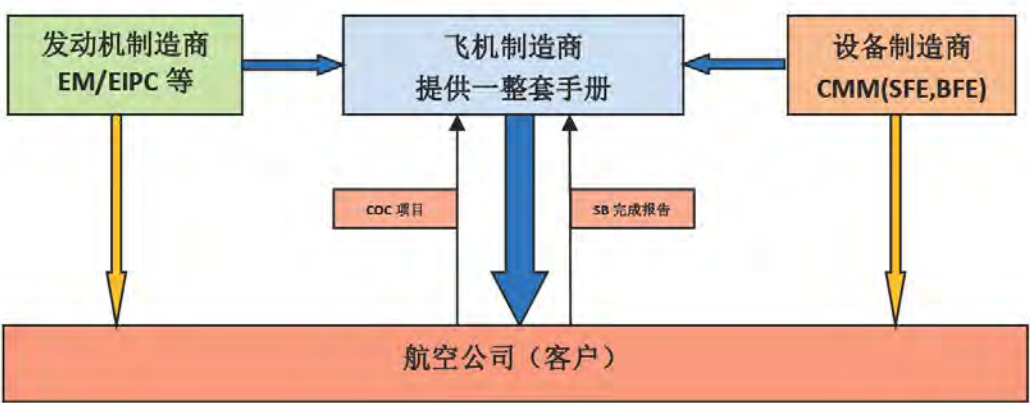 发动机制造商
EM/EIPC 等
飞机制造商
提供一整套手册
设备制造商
CMM(SFE,BFE)
COC 项目
SB 完成报告
航空公司（客户）